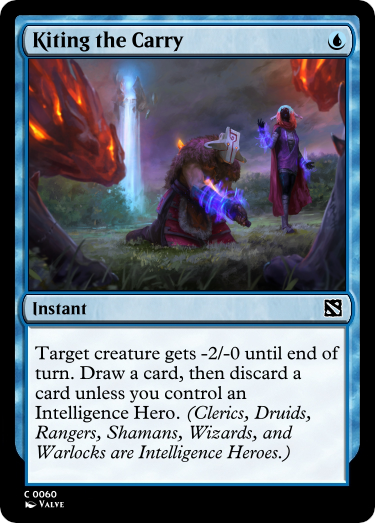 Kiting the Carry
Instant
Target creature gets -2/-0 until end of
turn. Draw a card, then discard a
card unless you control an
Intelligence Hero. (Clerics, Druids,
Rangers, Shamans, Wizards, and
Warlocks are Intelligence Heroes.)
C 0060
Valve